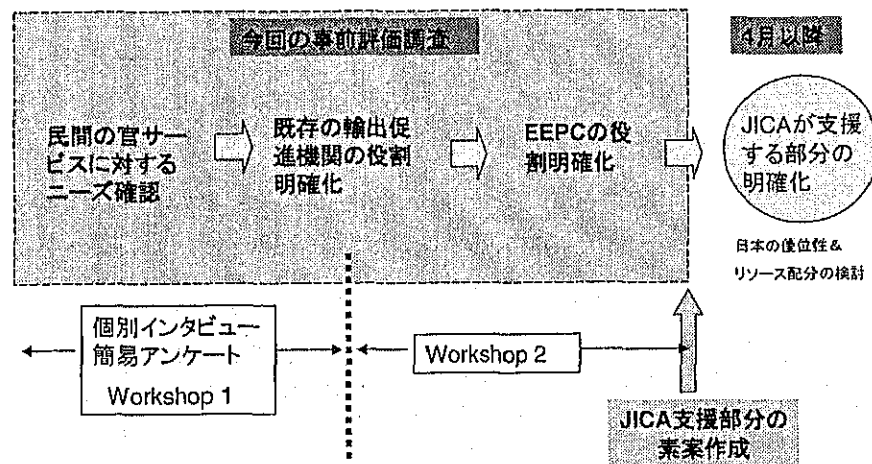 今回の事前評価調査
4月以降
民間の官サー
ビスに対する
ニーズ確認
既存の輸出促
進機関の役割
明確化
EEPCの役
割明確化
JICAが支援
する部分の
明確化
日本の優位性&
リソース配分の検討
個別インタビュー
簡易アンケート
Workshop 1
Workshop 2
JICA支援部分の
素案作成